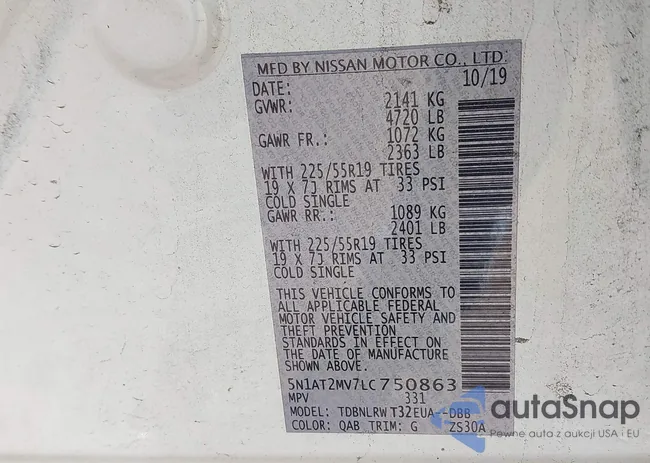 MFD BY NISSAN MOTOR CO., LTD.
DATE: 10/19
GVWR: 2141 KG
4720 LB
GAWR FR.: 1072 KG
2363 LB
WITH 225/55R19 TIRES
19 X 7J RIMS AT 33 PSI
COLD SINGLE
GAWR RR.: 1089 KG
2401 LB
WITH 225/55R19 TIRES
19 X 7J RIMS AT 33 PSI
COLD SINGLE
THIS VEHICLE CONFORMS TO
ALL APPLICABLE FEDERAL
MOTOR VEHICLE SAFETY AND
THEFT PREVENTION
STANDARDS IN EFFECT ON
THE DATE OF MANUFACTURE
SHOWN ABOVE.
5N1AT2MV7LC750863
MPV 331
MODEL: TDBNLRW T32EUA--DBB
COLOR: QAB TRIM: G ZS30A
autaSnap
Pewne auta z aukcji USA i EU